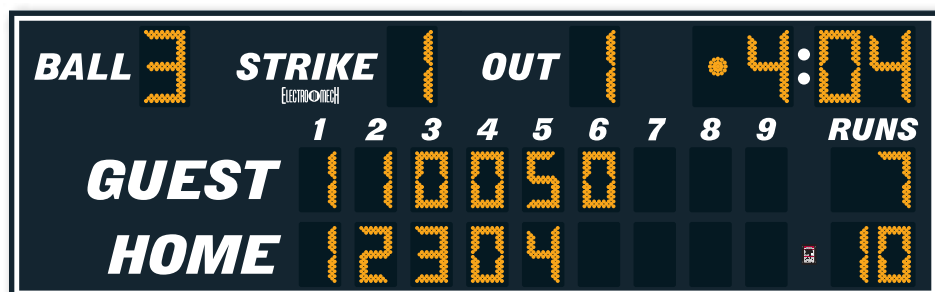 BALL 3 STRIKE 1 OUT 1 4:04
ELECTRO-MECH
1 2 3 4 5 6 7 8 9 RUNS
GUEST 1 1 0 0 5 0 7
HOME 1 2 3 0 4 10